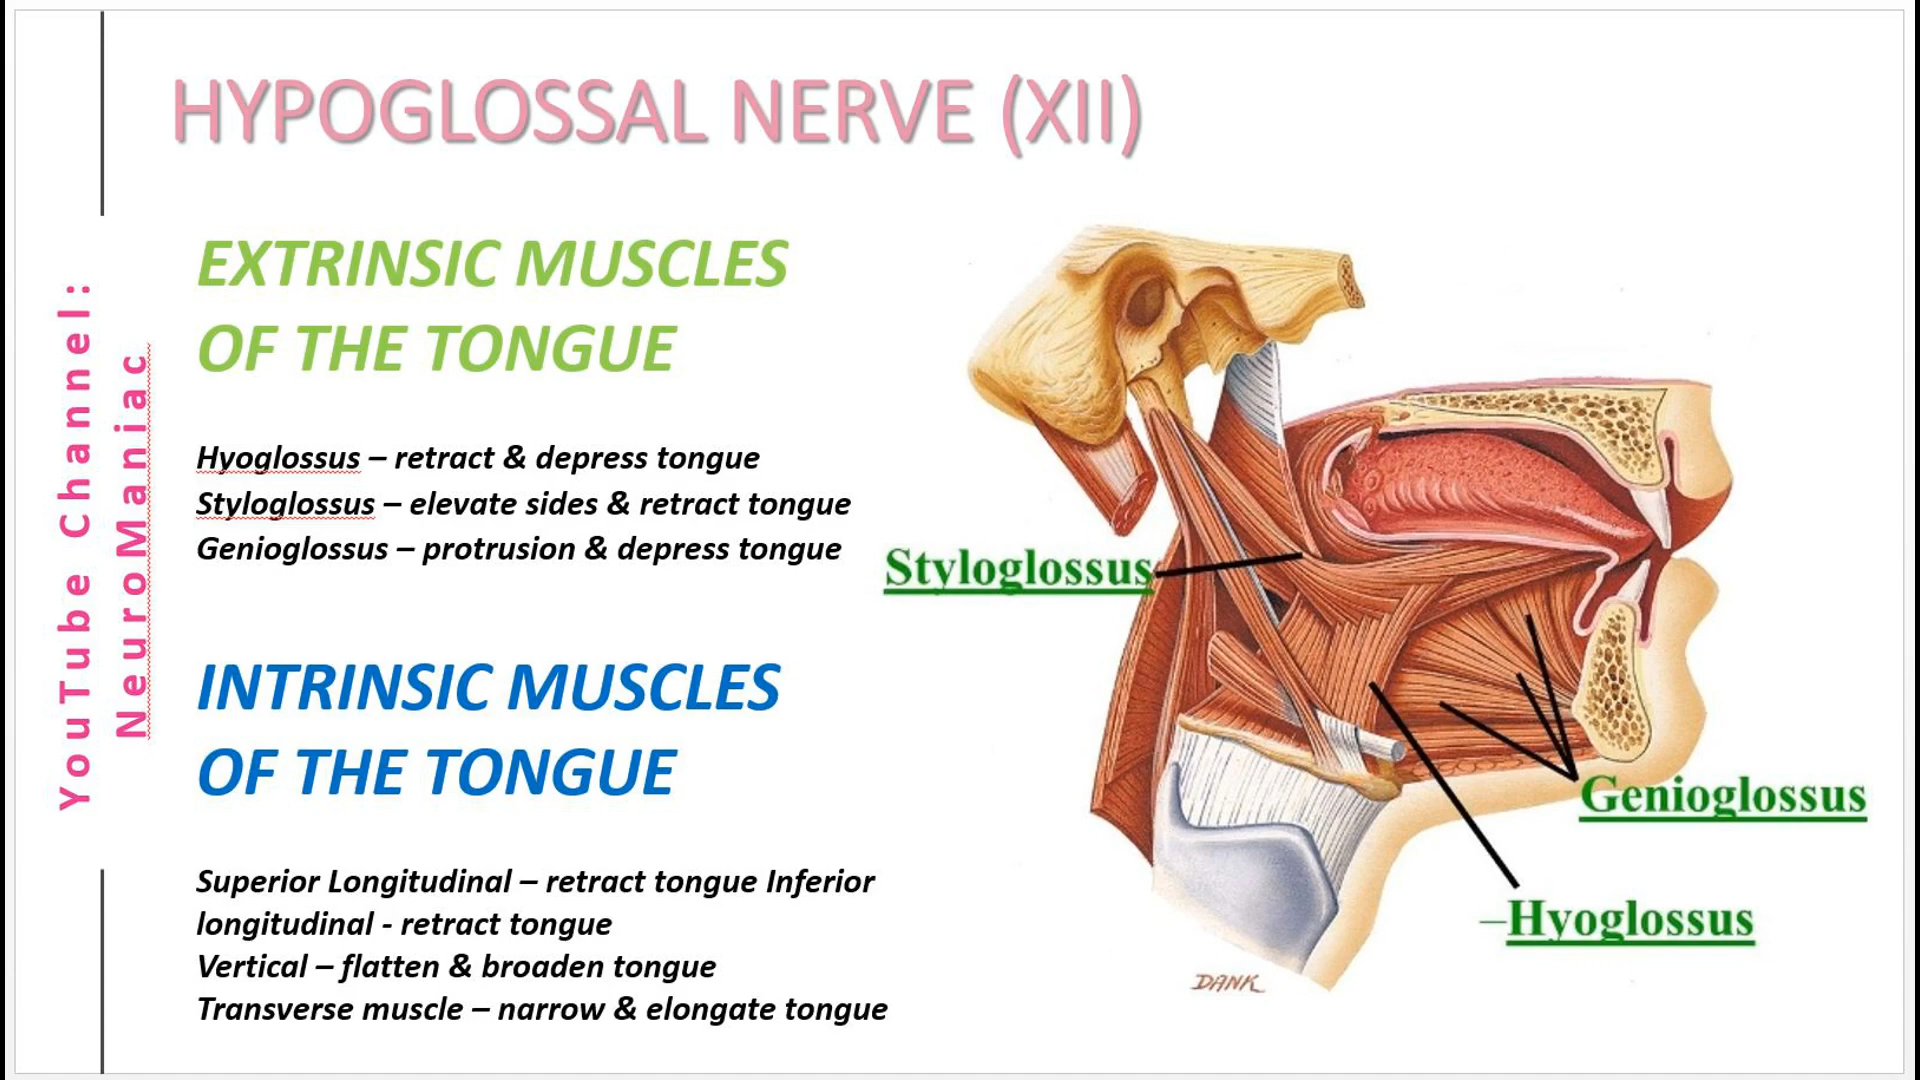 HYPOGLOSSAL NERVE (XII)
YouTube Channel:
NeuroManiac
EXTRINSIC MUSCLES
OF THE TONGUE
Hyoglossus – retract & depress tongue
Styloglossus – elevate sides & retract tongue
Genioglossus – protrusion & depress tongue
INTRINSIC MUSCLES
OF THE TONGUE
Superior Longitudinal – retract tongue Inferior
longitudinal - retract tongue
Vertical – flatten & broaden tongue
Transverse muscle – narrow & elongate tongue
Styloglossus
Genioglossus
–Hyoglossus
DANK